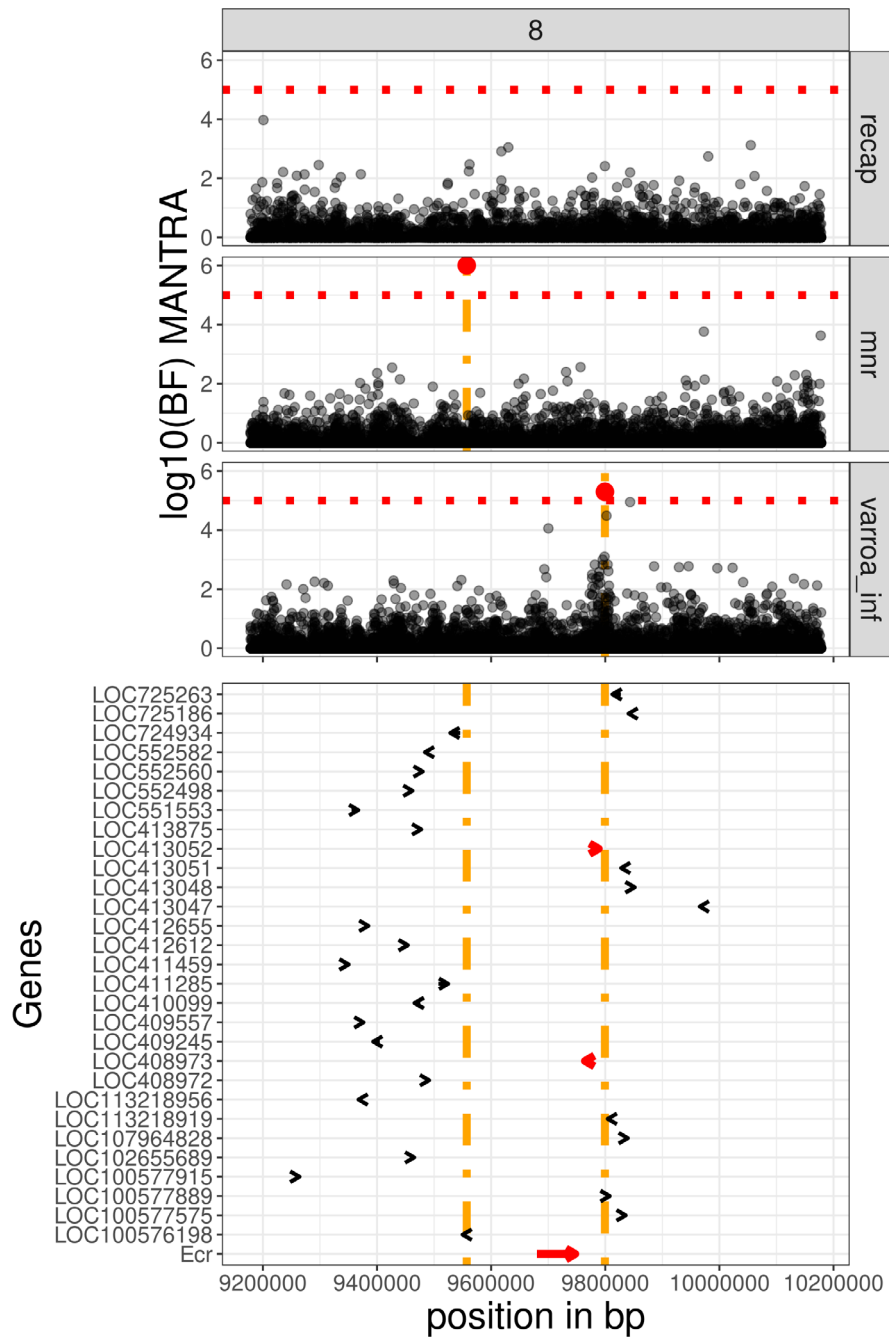 8
log10(BF) MANTRA
6
4
2
0
recap
6
4
2
0
mnr
6
4
2
0
varroa_inf
Genes
LOC725263
LOC725186
LOC724934
LOC552582
LOC552560
LOC552498
LOC551553
LOC413875
LOC413052
LOC413051
LOC413048
LOC413047
LOC412655
LOC412612
LOC411459
LOC411285
LOC410099
LOC409557
LOC409245
LOC408973
LOC408972
LOC113218956
LOC113218919
LOC107964828
LOC102655689
LOC100577915
LOC100577889
LOC100577575
LOC100576198
Ecr
9200000 9400000 9600000 9800000 10000000 10200000
position in bp